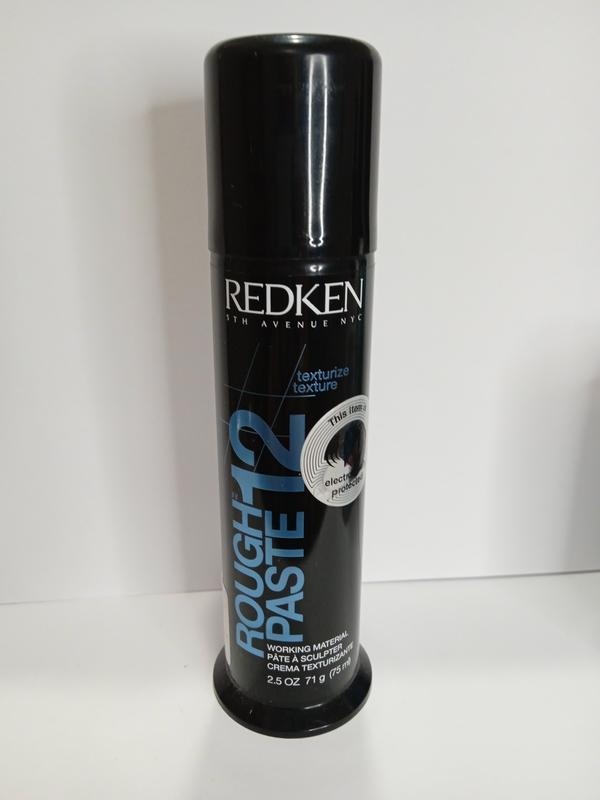 REDKEN
5TH AVENUE NYC
texturize
texture
12
This item
protected
ROUGH
PASTE
WORKING MATERIAL
PÂTE À SCULPTER
CREMA TEXTURIZANTE
2.5 OZ 71 g (75 ml)